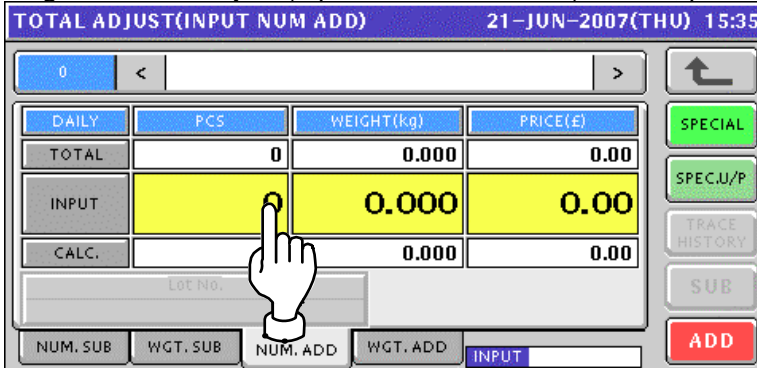 TOTAL ADJUST(INPUT NUM ADD) 21-JUN-2007(THU) 15:35
0 < >
DAILY PCS WEIGHT(kg) PRICE(£) SPECIAL
TOTAL 0 0.000 0.00
SPEC.U/P
INPUT 0 0.000 0.00
TRACE
HISTORY
CALC. 0.000 0.00
Lot No. SUB
NUM. SUB WGT. SUB NUM. ADD WGT. ADD INPUT ADD